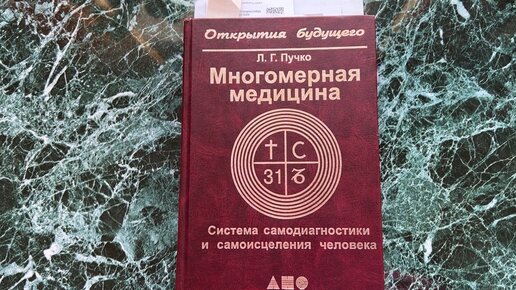 Открытия будущего
Л. Г. Пучко
Многомерная
медицина
† С
31 ⛢
Система самодиагностики
и самоисцеления человека